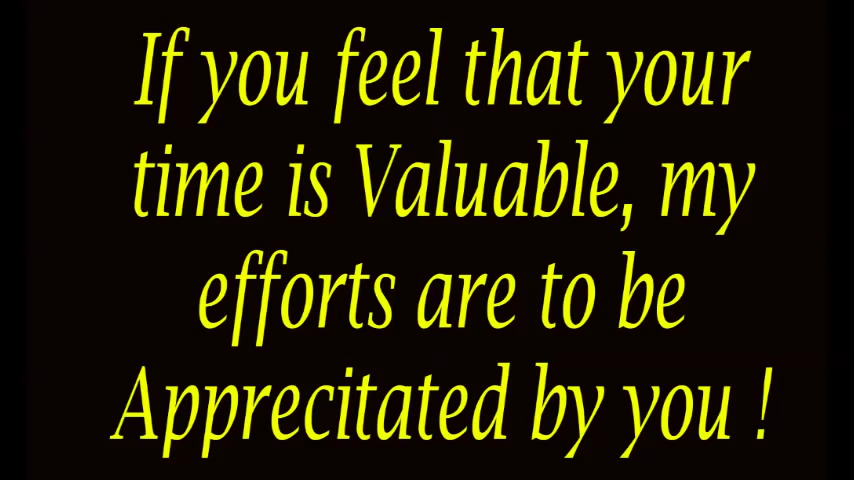 If you feel that your
time is Valuable, my
efforts are to be
Apprecitated by you !